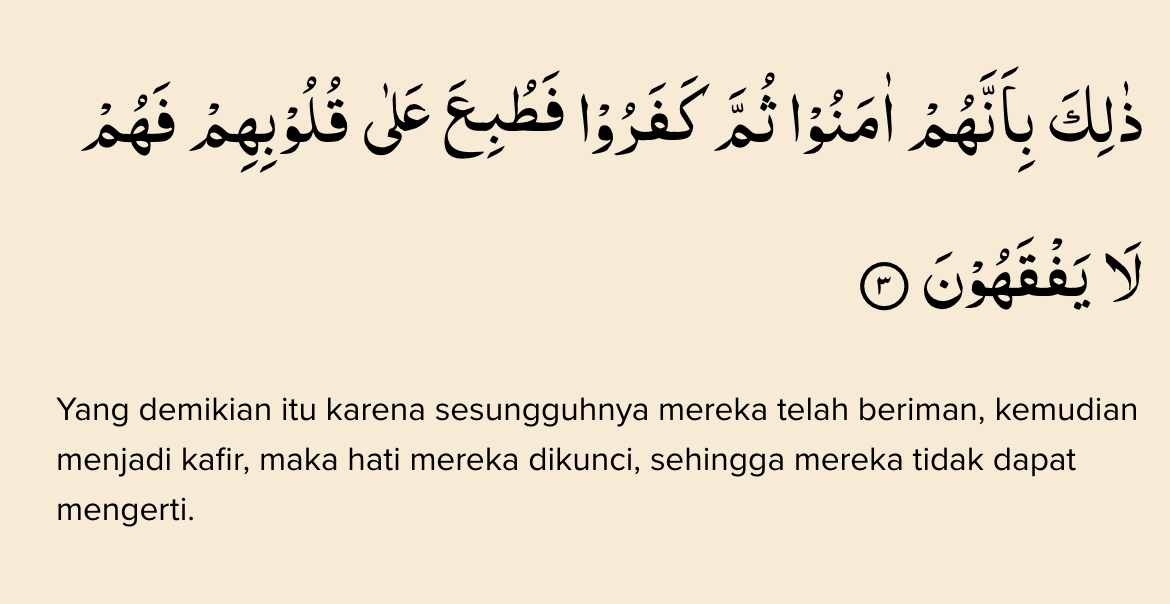 ذٰلِكَ بِاَنَّهُمْ اٰمَنُوْا ثُمَّ كَفَرُوْا فَطُبِعَ عَلٰى قُلُوْبِهِمْ فَهُمْ
لَا يَفْقَهُوْنَ ٣
Yang demikian itu karena sesungguhnya mereka telah beriman, kemudian
menjadi kafir, maka hati mereka dikunci, sehingga mereka tidak dapat
mengerti.